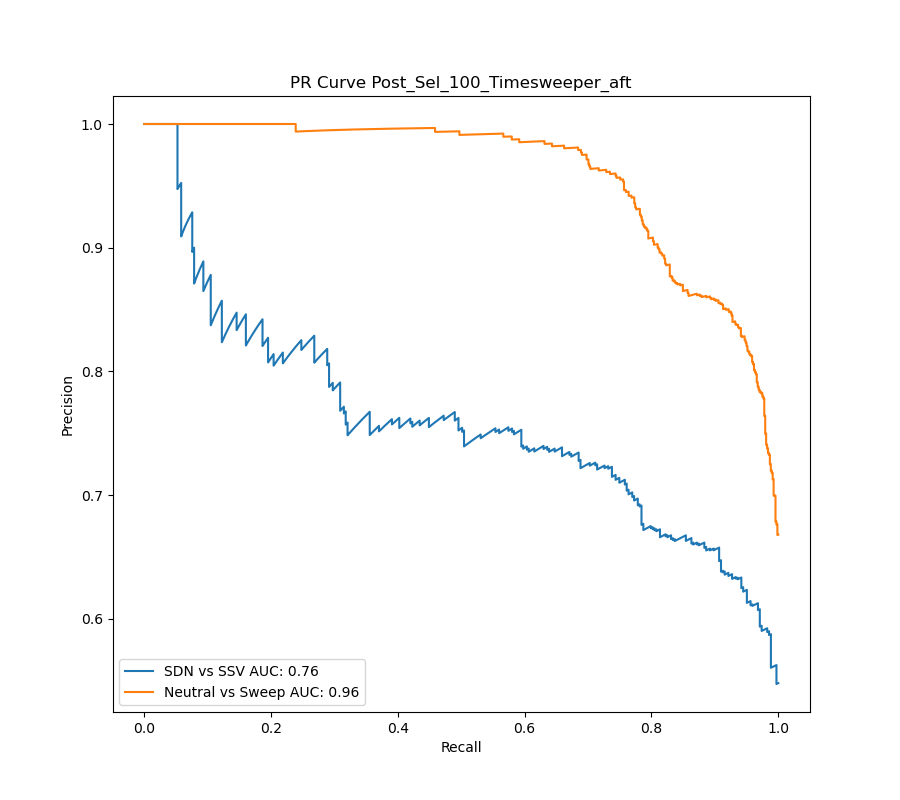 PR Curve Post_Sel_100_Timesweeper_aft
1.0
0.9
0.8
0.7
0.6
Precision
SDN vs SSV AUC: 0.76
Neutral vs Sweep AUC: 0.96
0.0 0.2 0.4 0.6 0.8 1.0
Recall